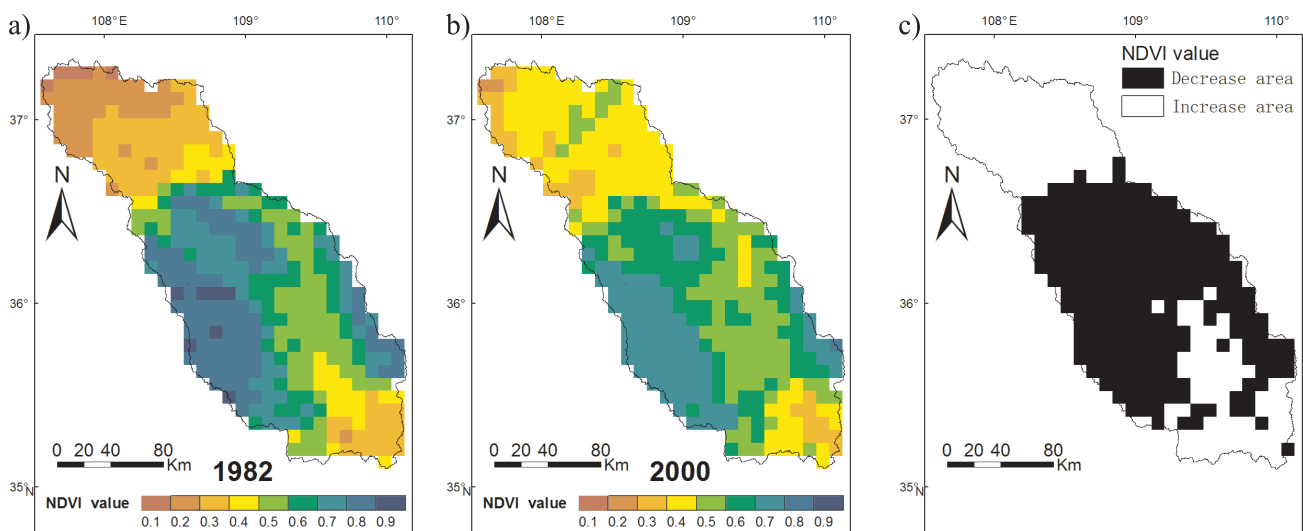 a)
108° E
109°
110°
37°
36°
35°N
N
0 20 40 80
Km
1982
NDVI value
0.1 0.2 0.3 0.4 0.5 0.6 0.7 0.8 0.9
b)
108° E
109°
110°
37°
36°
35°N
N
0 20 40 80
Km
2000
NDVI value
0.1 0.2 0.3 0.4 0.5 0.6 0.7 0.8 0.9
c)
108° E
109°
110°
NDVI value
Decrease area
Increase area
37°
36°
35°N
N
0 20 40 80
Km